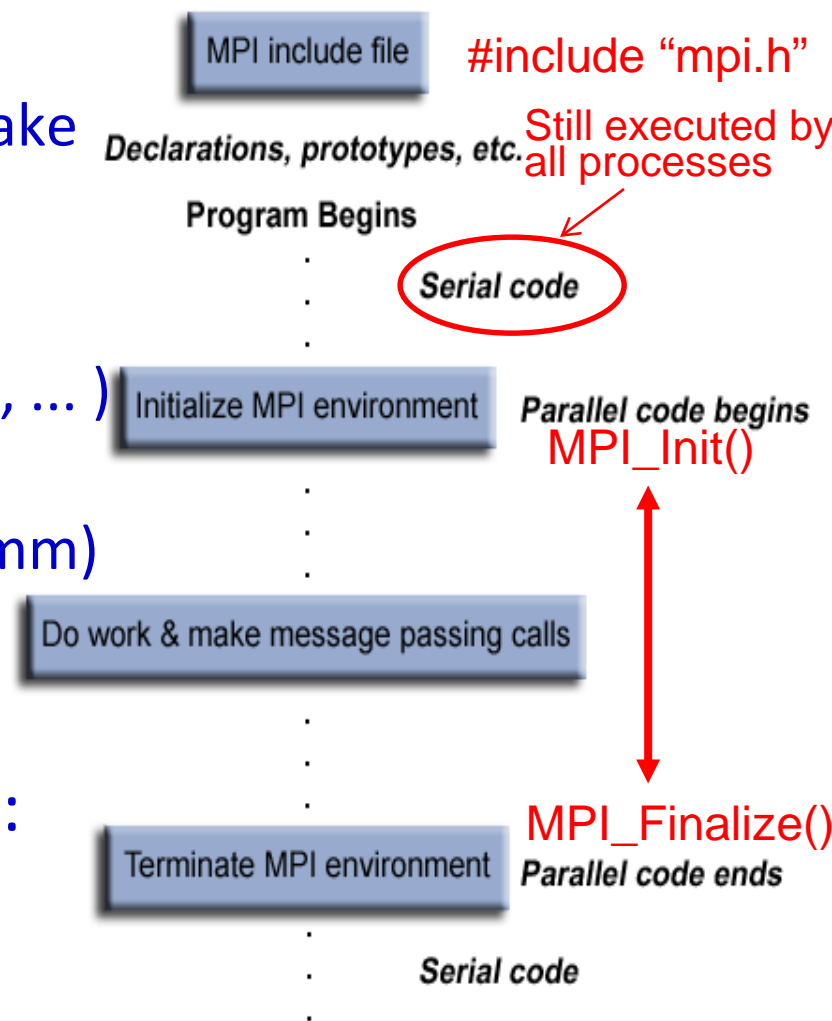 MPI include file
#include “mpi.h”
ake
Declarations, prototypes, etc.
Still executed by
all processes
Program Begins
.
.
.
Serial code
, ... )
Initialize MPI environment
Parallel code begins
MPI_Init()
.
.
.
mm)
Do work & make message passing calls
.
.
.
:
MPI_Finalize()
Terminate MPI environment
Parallel code ends
.
.
.
Serial code